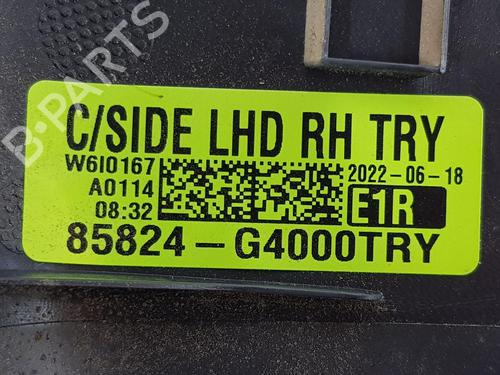 C/SIDE LHD RH TRY
W6I0167
A0114
08:32
2022-06-18
E1R
85824-G4000TRY
B-PARTS